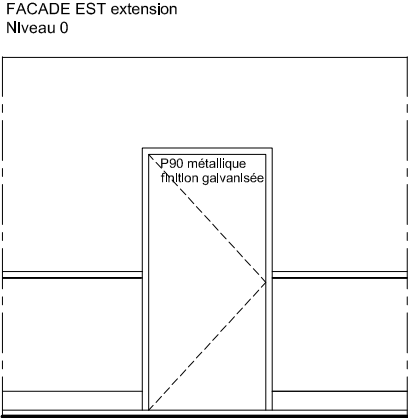 FACADE EST extension
Niveau 0
P90 métallique
finition galvanisée